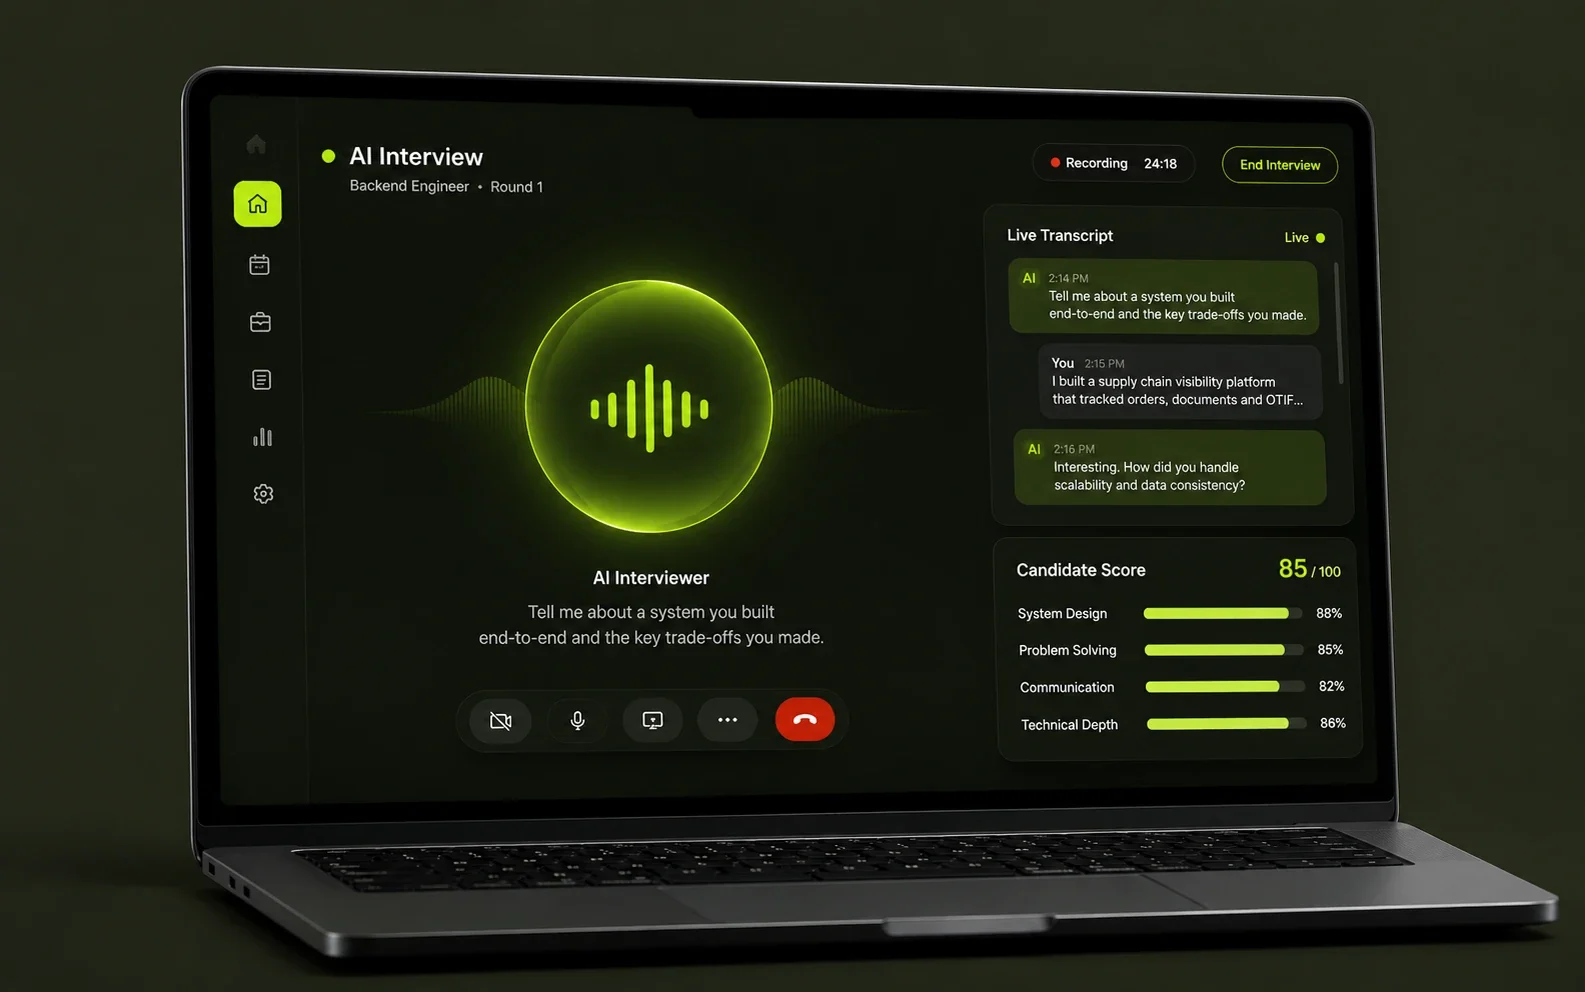 AI Interview
Backend Engineer • Round 1
Recording 24:18
End Interview
AI Interviewer
Tell me about a system you built
end-to-end and the key trade-offs you made.
Live Transcript
Live
AI 2:14 PM
Tell me about a system you built
end-to-end and the key trade-offs you made.
You 2:15 PM
I built a supply chain visibility platform
that tracked orders, documents and OTIF...
AI 2:16 PM
Interesting. How did you handle
scalability and data consistency?
Candidate Score 85 / 100
System Design 88%
Problem Solving 85%
Communication 82%
Technical Depth 86%